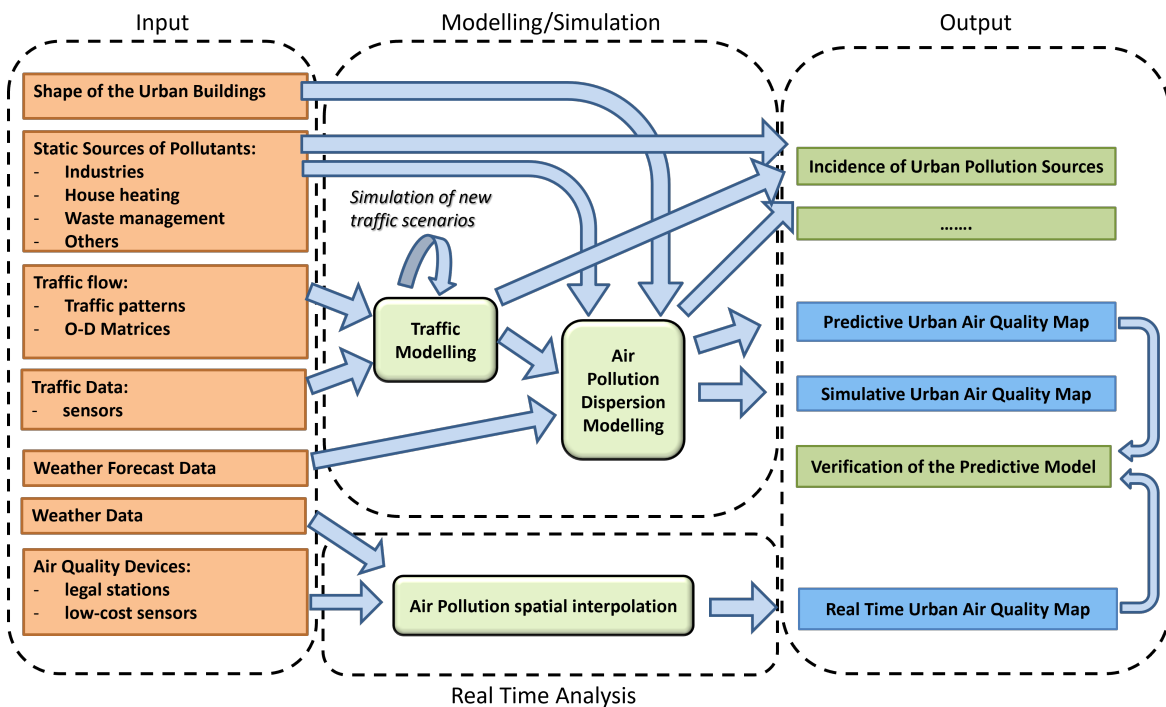 Input
Modelling/Simulation
Output
Shape of the Urban Buildings
Static Sources of Pollutants:
- Industries
- House heating
- Waste management
- Others
Traffic flow:
- Traffic patterns
- O-D Matrices
Traffic Data:
- sensors
Weather Forecast Data
Weather Data
Air Quality Devices:
- legal stations
- low-cost sensors
Simulation of new
traffic scenarios
Traffic
Modelling
Air
Pollution
Dispersion
Modelling
Air Pollution spatial interpolation
Real Time Analysis
Incidence of Urban Pollution Sources
…….
Predictive Urban Air Quality Map
Simulative Urban Air Quality Map
Verification of the Predictive Model
Real Time Urban Air Quality Map